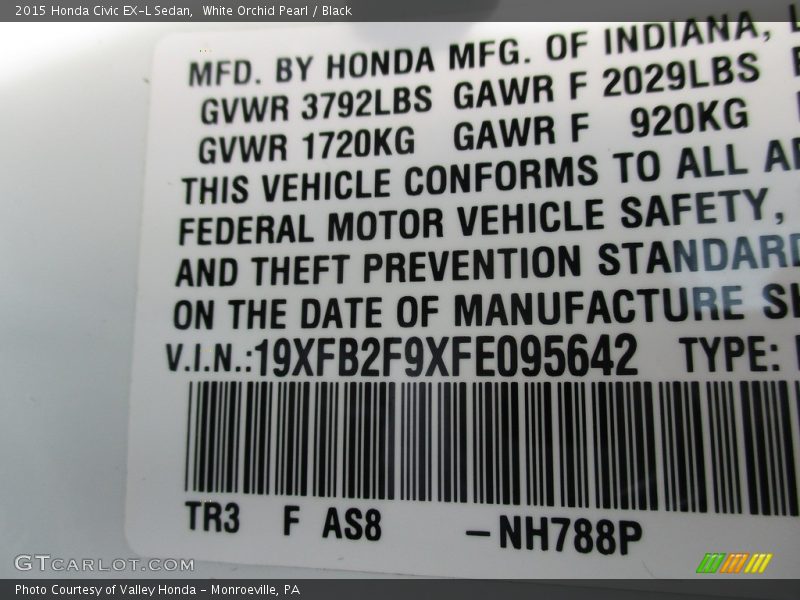 2015 Honda Civic EX-L Sedan, White Orchid Pearl / Black
MFD. BY HONDA MFG. OF INDIANA,
GVWR 3792LBS GAWR F 2029LBS
GVWR 1720KG GAWR F 920KG
THIS VEHICLE CONFORMS TO ALL
FEDERAL MOTOR VEHICLE SAFETY,
AND THEFT PREVENTION STANDARD
ON THE DATE OF MANUFACTURE
V.I.N.:19XFB2F9XFE095642 TYPE:
TR3 F AS8 -NH788P
GTCARLOT.COM
Photo Courtesy of Valley Honda - Monroeville, PA